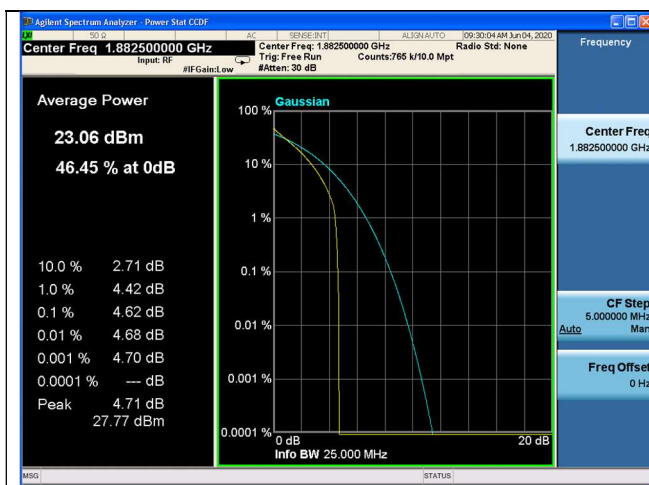 Agilent Spectrum Analyzer - Power Stat CCDF
LXI 50 Ω AC SENSE:INT ALIGN AUTO 09:30:04 AM Jun 04, 2020
Center Freq 1.882500000 GHz
Input: RF
#IFGain:Low
Center Freq: 1.882500000 GHz
Trig: Free Run Counts:765 k/10.0 Mpt
#Atten: 30 dB
Radio Std: None
Frequency
Average Power
23.06 dBm
46.45 % at 0dB
10.0 % 2.71 dB
1.0 % 4.42 dB
0.1 % 4.62 dB
0.01 % 4.68 dB
0.001 % 4.70 dB
0.0001 % --- dB
Peak 4.71 dB
27.77 dBm
Gaussian
100 %
10 %
1 %
0.1 %
0.01 %
0.001 %
0.0001 %
0 dB 20 dB
Info BW 25.000 MHz
Center Freq
1.882500000 GHz
CF Step
5.000000 MHz
Auto Man
Freq Offset
0 Hz
MSG STATUS